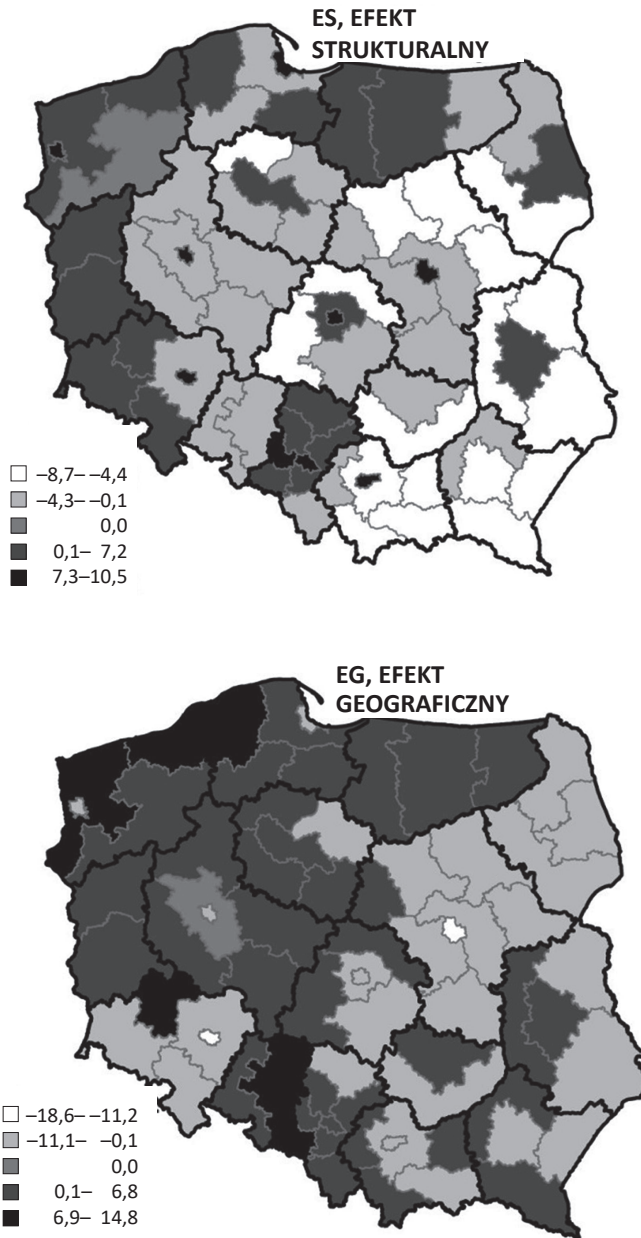 ES, EFEKT
STRUKTURALNY
−8,7– −4,4
−4,3– −0,1
0,0
0,1– 7,2
7,3–10,5
EG, EFEKT
GEOGRAFICZNY
−18,6– −11,2
−11,1– −0,1
0,0
0,1– 6,8
6,9– 14,8